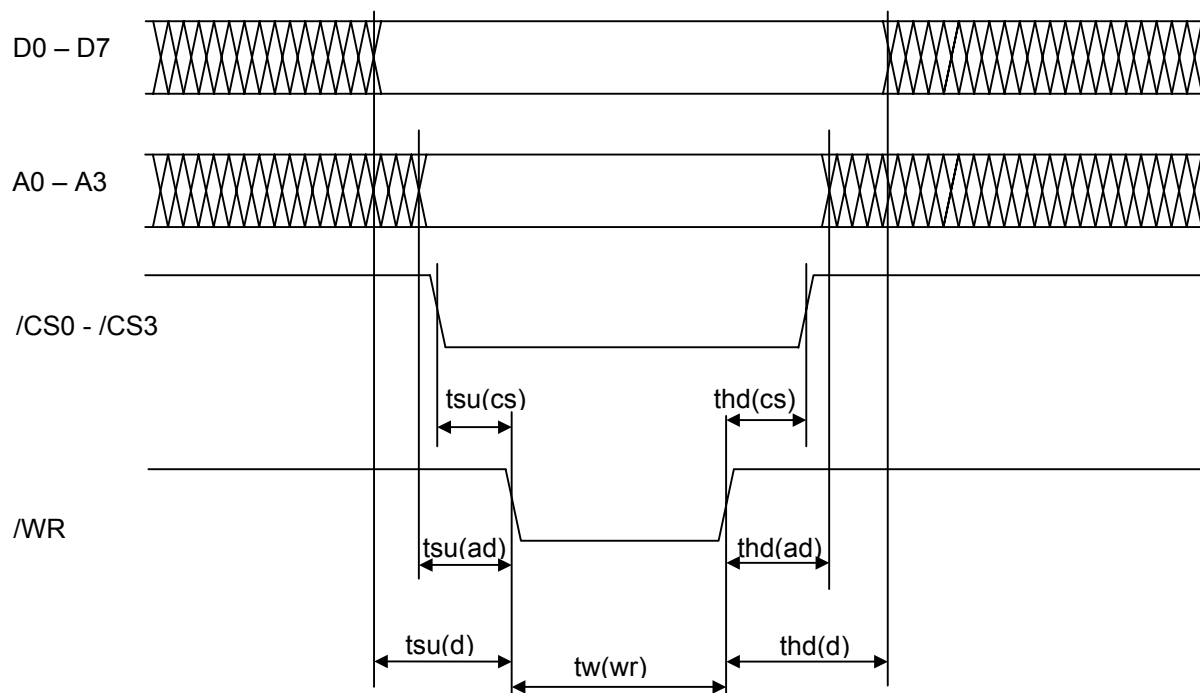 D0 – D7
A0 – A3
/CS0 - /CS3
tsu(cs)
thd(cs)
/WR
tsu(ad)
thd(ad)
tsu(d)
tw(wr)
thd(d)